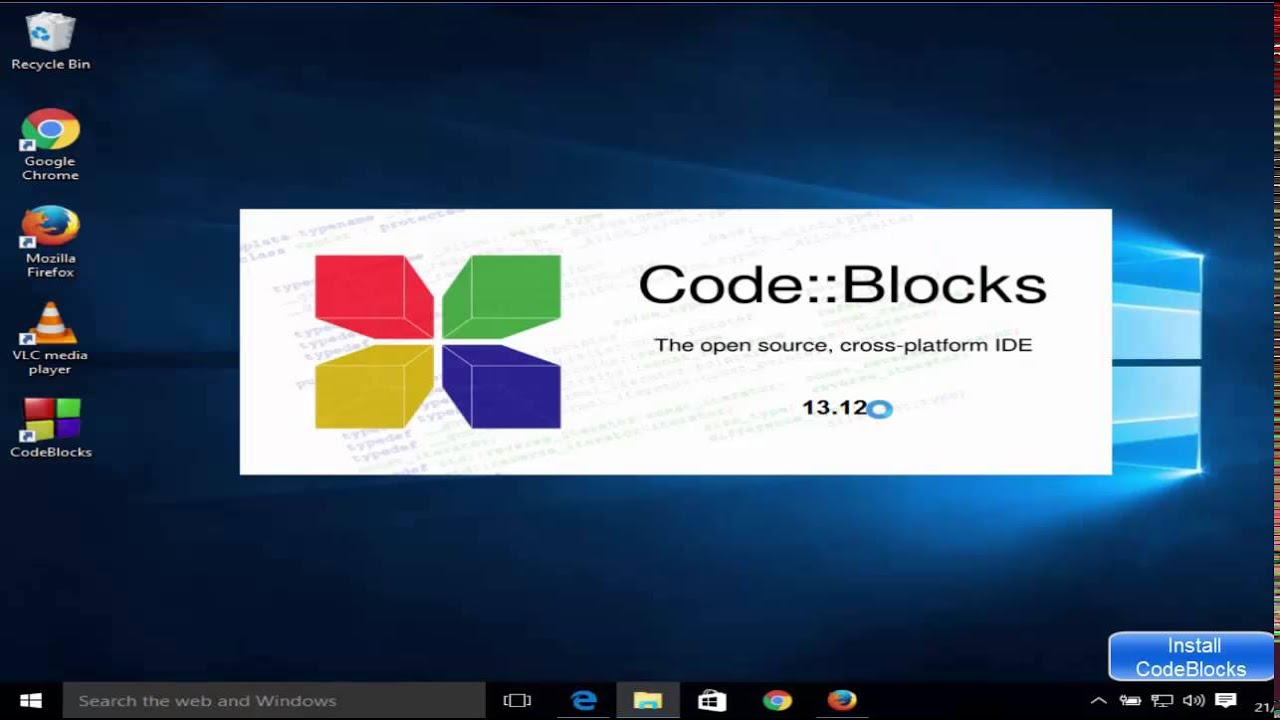 Recycle Bin
Google
Chrome
Mozilla
Firefox
VLC media
player
CodeBlocks
Code::Blocks
The open source, cross-platform IDE
13.12
Install
CodeBlocks
Search the web and Windows
21/